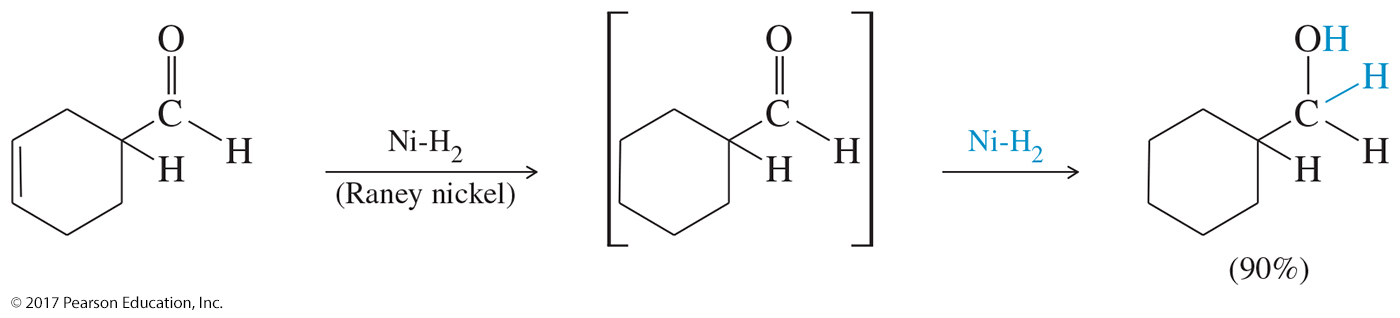 O
C
H
H
Ni-H₂
(Raney nickel)
O
C
H
H
Ni-H₂
OH
H
C
H
H
(90%)
© 2017 Pearson Education, Inc.